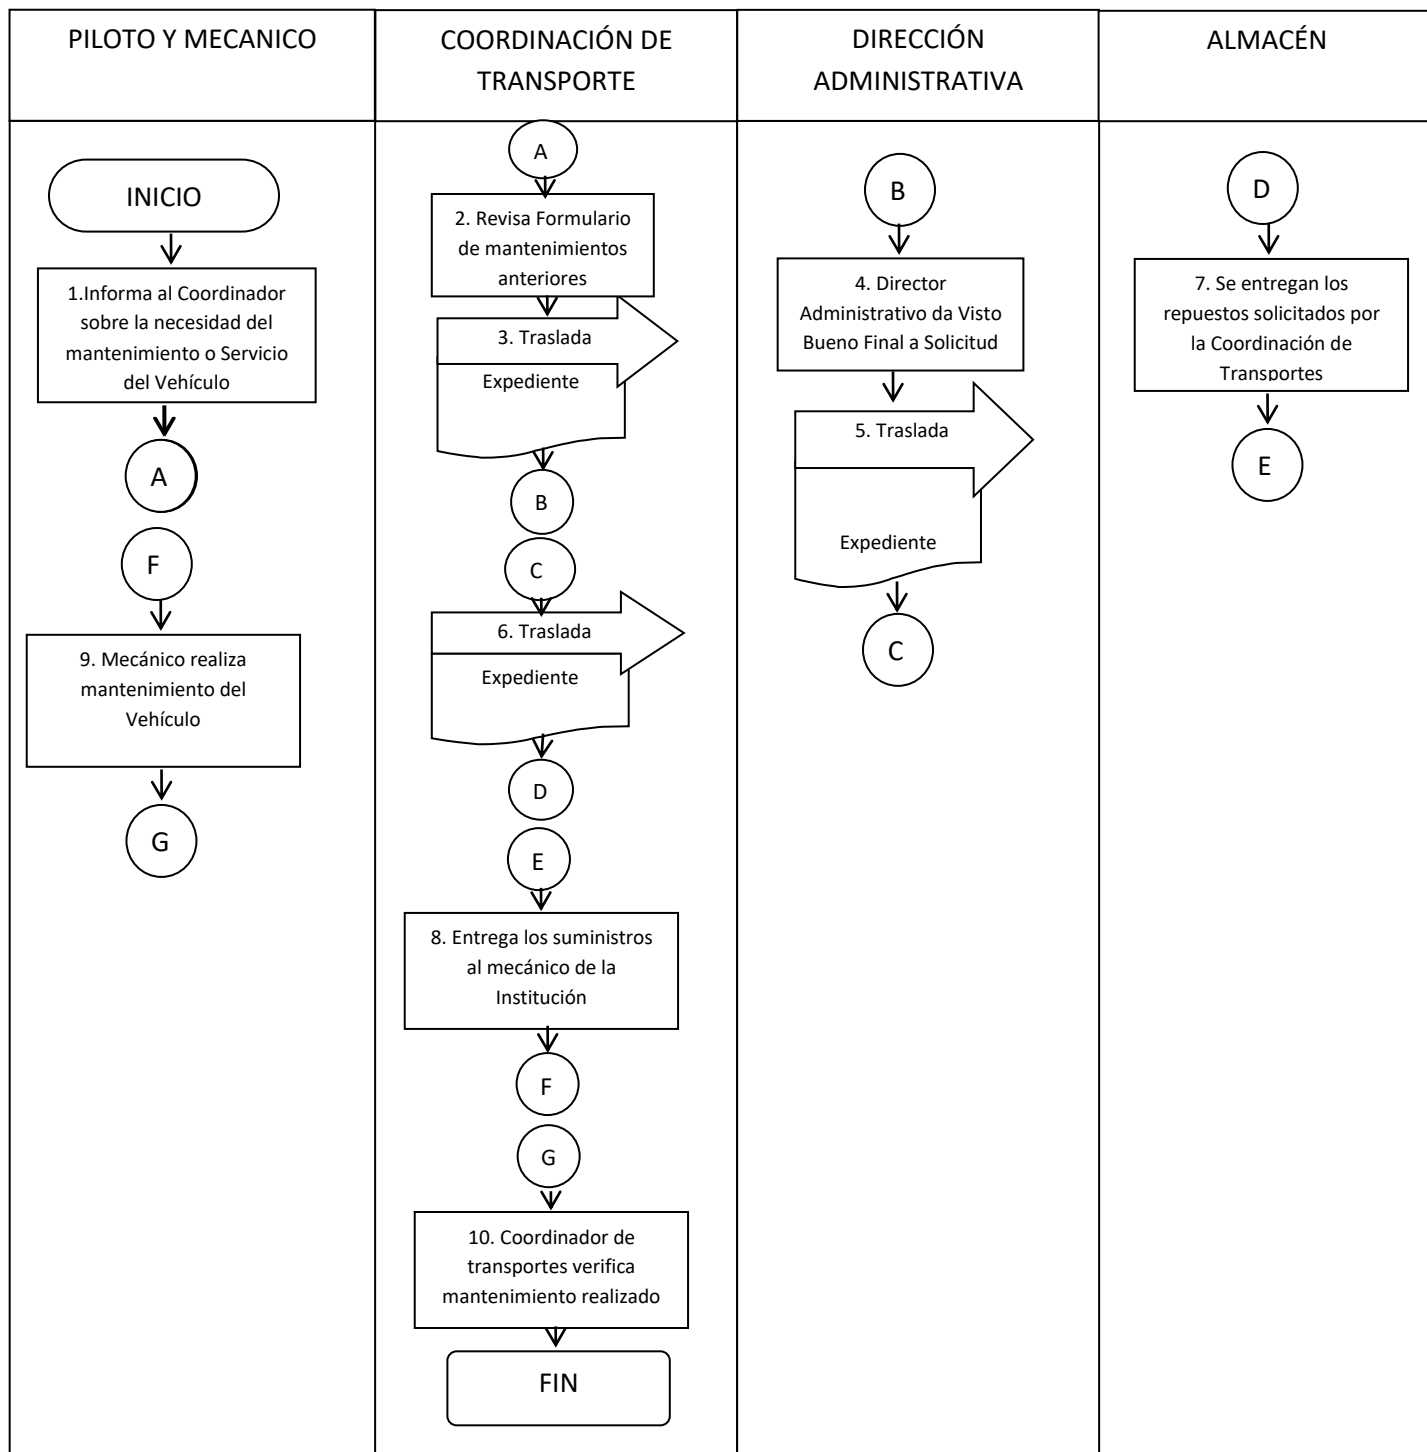 PILOTO Y MECANICO
COORDINACIÓN DE
TRANSPORTE
DIRECCIÓN
ADMINISTRATIVA
ALMACÉN
INICIO
1.Informa al Coordinador
sobre la necesidad del
mantenimiento o Servicio
del Vehículo
A
F
9. Mecánico realiza
mantenimiento del
Vehículo
G
A
2. Revisa Formulario
de mantenimientos
anteriores
3. Traslada
Expediente
B
C
6. Traslada
Expediente
D
E
8. Entrega los suministros
al mecánico de la
Institución
F
G
10. Coordinador de
transportes verifica
mantenimiento realizado
FIN
B
4. Director
Administrativo da Visto
Bueno Final a Solicitud
5. Traslada
Expediente
C
D
7. Se entregan los
repuestos solicitados por
la Coordinación de
Transportes
E